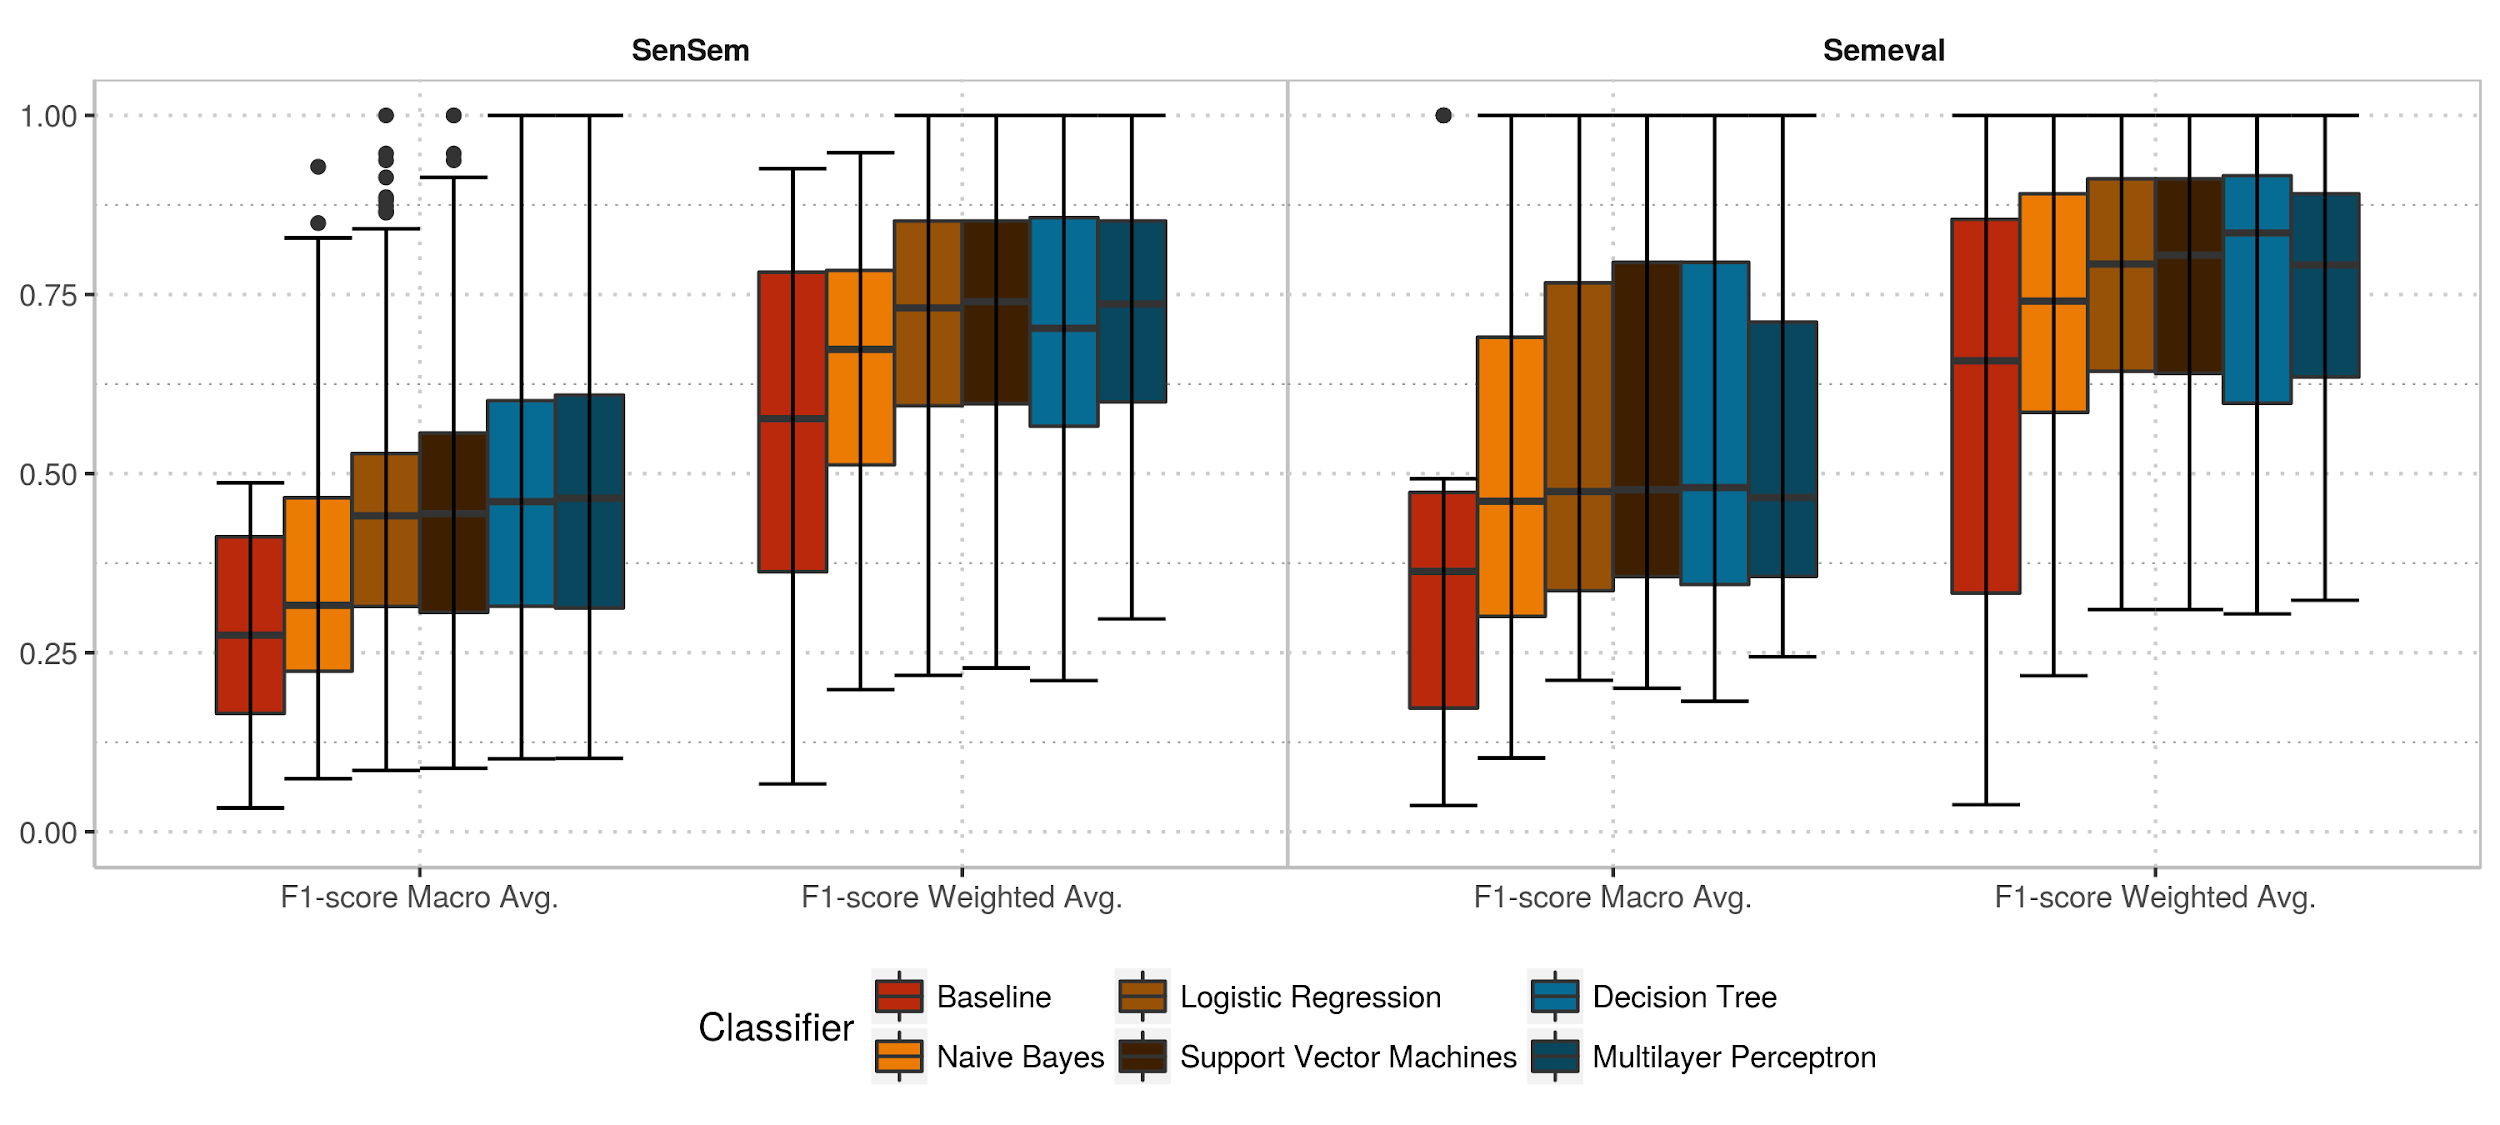 SenSem
Semeval
1.00
0.75
0.50
0.25
0.00
F1-score Macro Avg.
F1-score Weighted Avg.
F1-score Macro Avg.
F1-score Weighted Avg.
Classifier
Baseline
Logistic Regression
Decision Tree
Naive Bayes
Support Vector Machines
Multilayer Perceptron